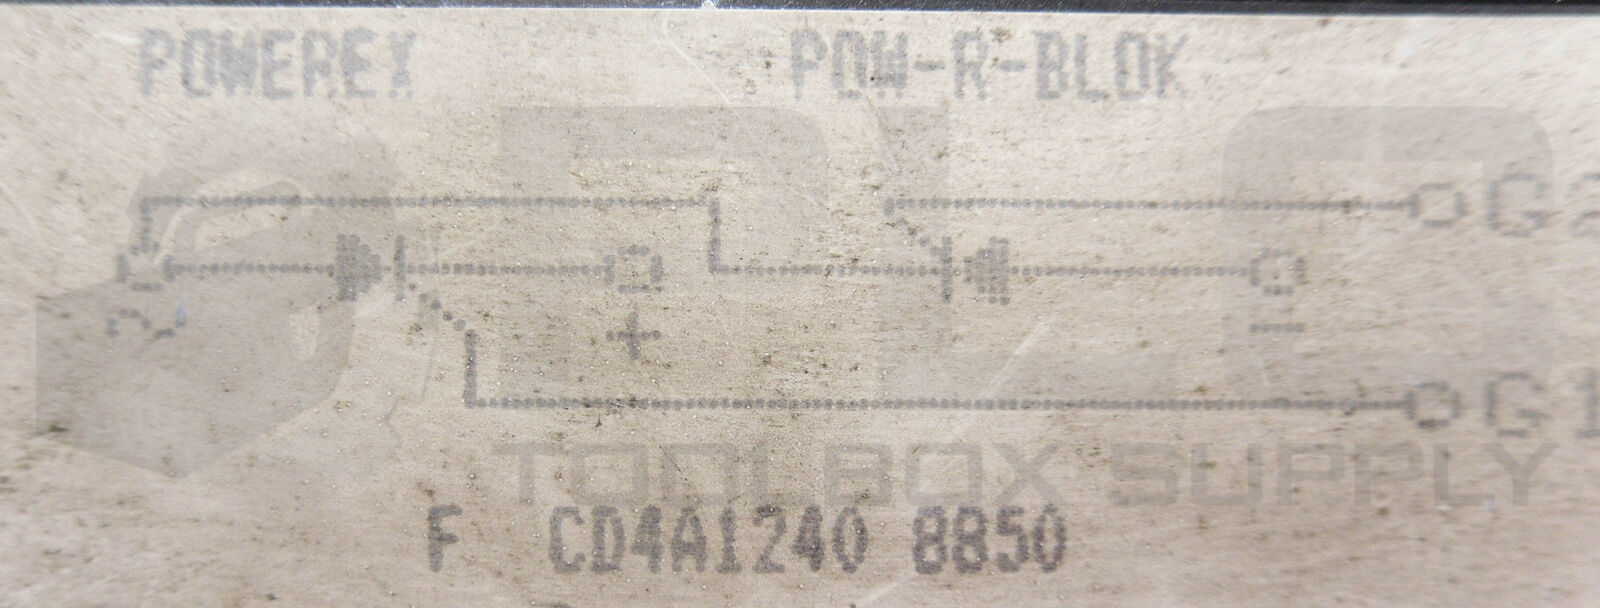 POWEREX POW-R-BLOK
G2
~
+ −
G1
TOOLBOX SUPPLY
F CD4A1240 8850